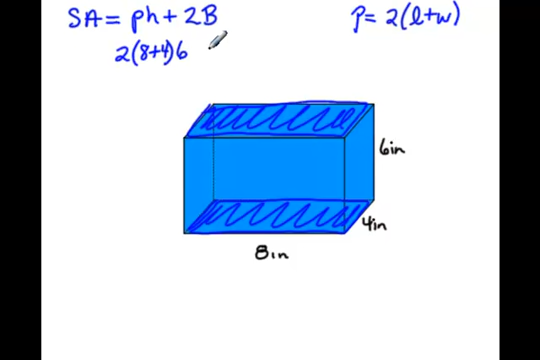 SA = ph + 2B
P = 2(l+w)
2(8+4)6
6in
4in
8in